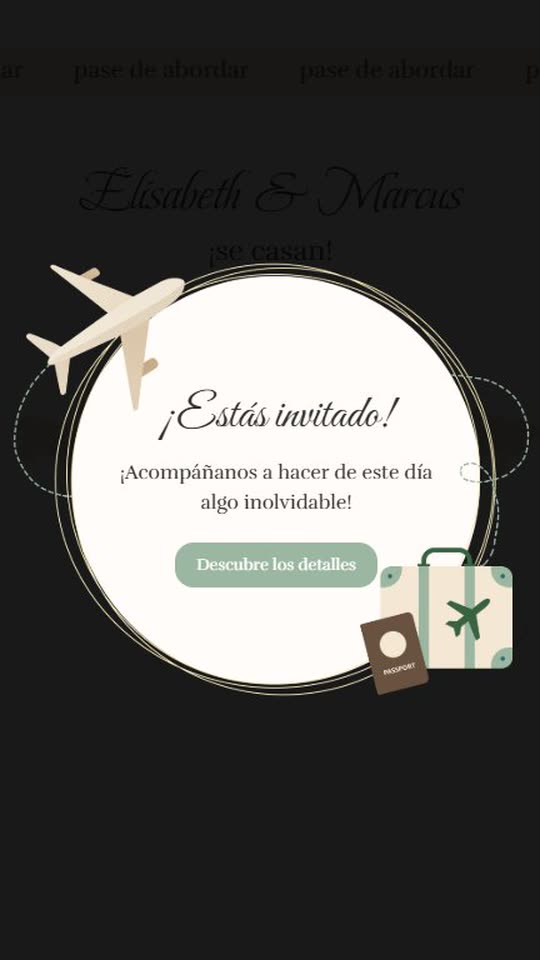 pase de abordar pase de abordar
Elisabeth & Marcus
¡se casan!
¡Estás invitado!
¡Acompáñanos a hacer de este día
algo inolvidable!
Descubre los detalles
PASSPORT